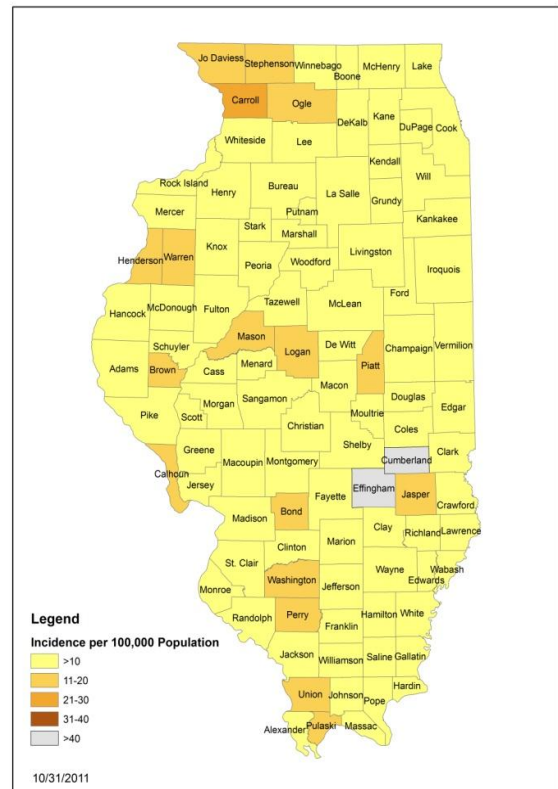 Jo Daviess Stephenson Winnebago Boone McHenry Lake
Carroll Ogle DeKalb Kane DuPage Cook
Whiteside Lee Kendall Will
Rock Island Henry Bureau La Salle Grundy
Mercer Putnam Kankakee
Stark Marshall
Henderson Warren Knox Peoria Woodford Livingston Iroquois
Ford
Hancock McDonough Fulton Tazewell McLean
Schuyler Mason Logan De Witt Piatt Champaign Vermilion
Adams Brown Cass Menard Macon
Morgan Sangamon Douglas Edgar
Pike Scott Christian Moultrie Coles
Greene Shelby Cumberland Clark
Calhoun Macoupin Montgomery
Jersey Fayette Effingham Jasper Crawford
Madison Bond Clay Richland Lawrence
Clinton Marion
St. Clair Washington Wayne Edwards Wabash
Monroe Jefferson
Randolph Perry Franklin Hamilton White
Jackson Williamson Saline Gallatin
Union Johnson Pope Hardin
Alexander Pulaski Massac
Legend
Incidence per 100,000 Population
>10
11-20
21-30
31-40
>40
10/31/2011